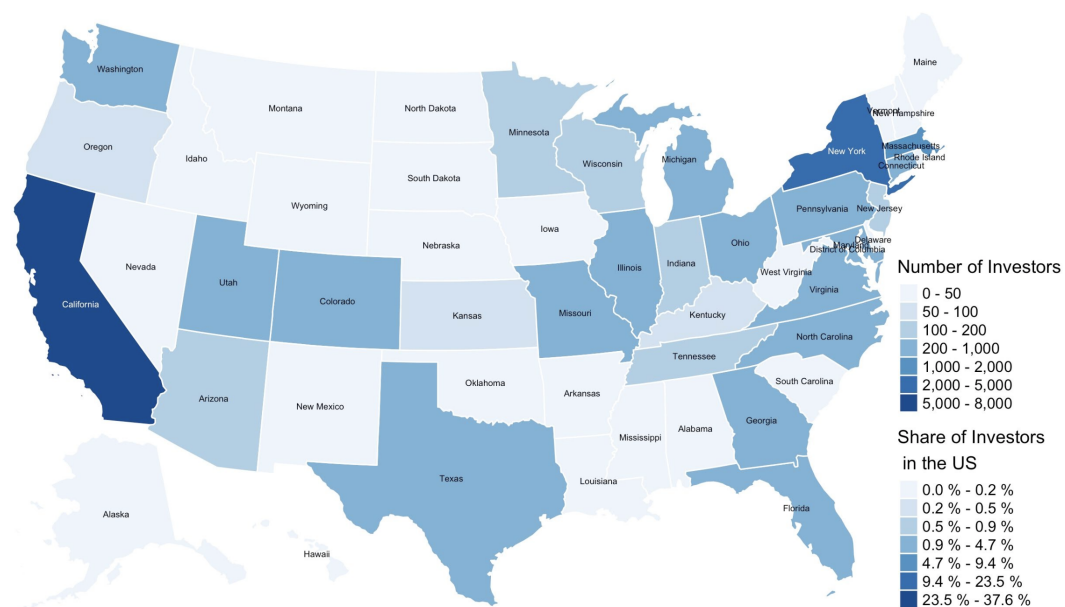 Washington
Maine
Montana
North Dakota
Vermont
New Hampshire
Minnesota
Oregon
Massachusetts
New York
Rhode Island
Idaho
Wisconsin
Michigan
Connecticut
South Dakota
Wyoming
Pennsylvania
New Jersey
Iowa
Nebraska
Ohio
Delaware
Maryland
District of Columbia
Nevada
Illinois
Indiana
West Virginia
Utah
Virginia
California
Colorado
Kansas
Missouri
Kentucky
North Carolina
Tennessee
Oklahoma
South Carolina
Arizona
New Mexico
Arkansas
Georgia
Mississippi
Alabama
Texas
Louisiana
Florida
Alaska
Hawaii
Number of Investors
0 - 50
50 - 100
100 - 200
200 - 1,000
1,000 - 2,000
2,000 - 5,000
5,000 - 8,000
Share of Investors
in the US
0.0 % - 0.2 %
0.2 % - 0.5 %
0.5 % - 0.9 %
0.9 % - 4.7 %
4.7 % - 9.4 %
9.4 % - 23.5 %
23.5 % - 37.6 %